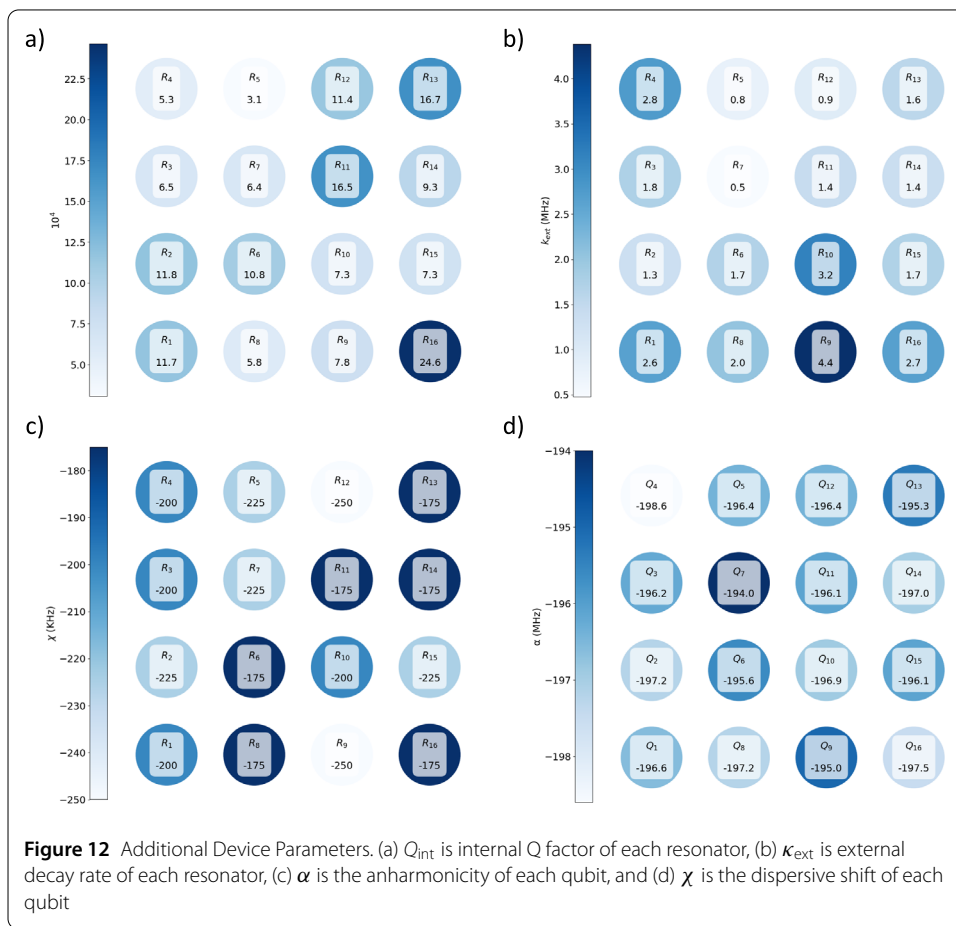 a)
22.5
20.0
17.5
15.0
12.5
10.0
7.5
5.0
10⁴
R₄ R₅ R₁₂ R₁₃
5.3 3.1 11.4 16.7
R₃ R₇ R₁₁ R₁₄
6.5 6.4 16.5 9.3
R₂ R₆ R₁₀ R₁₅
11.8 10.8 7.3 7.3
R₁ R₈ R₉ R₁₆
11.7 5.8 7.8 24.6
b)
4.0
3.5
3.0
2.5
2.0
1.5
1.0
0.5
k_ext (MHz)
R₄ R₅ R₁₂ R₁₃
2.8 0.8 0.9 1.6
R₃ R₇ R₁₁ R₁₄
1.8 0.5 1.4 1.4
R₂ R₆ R₁₀ R₁₅
1.3 1.7 3.2 1.7
R₁ R₈ R₉ R₁₆
2.6 2.0 4.4 2.7
c)
−180
−190
−200
−210
−220
−230
−240
−250
χ (KHz)
R₄ R₅ R₁₂ R₁₃
-200 -225 -250 -175
R₃ R₇ R₁₁ R₁₄
-200 -225 -175 -175
R₂ R₆ R₁₀ R₁₅
-225 -175 -200 -225
R₁ R₈ R₉ R₁₆
-200 -175 -250 -175
d)
−194
−195
−196
−197
−198
α (MHz)
Q₄ Q₅ Q₁₂ Q₁₃
-198.6 -196.4 -196.4 -195.3
Q₃ Q₇ Q₁₁ Q₁₄
-196.2 -194.0 -196.1 -197.0
Q₂ Q₆ Q₁₀ Q₁₅
-197.2 -195.6 -196.9 -196.1
Q₁ Q₈ Q₉ Q₁₆
-196.6 -197.2 -195.0 -197.5
Figure 12 Additional Device Parameters. (a) Q_int is internal Q factor of each resonator, (b) κ_ext is external
decay rate of each resonator, (c) α is the anharmonicity of each qubit, and (d) χ is the dispersive shift of each
qubit